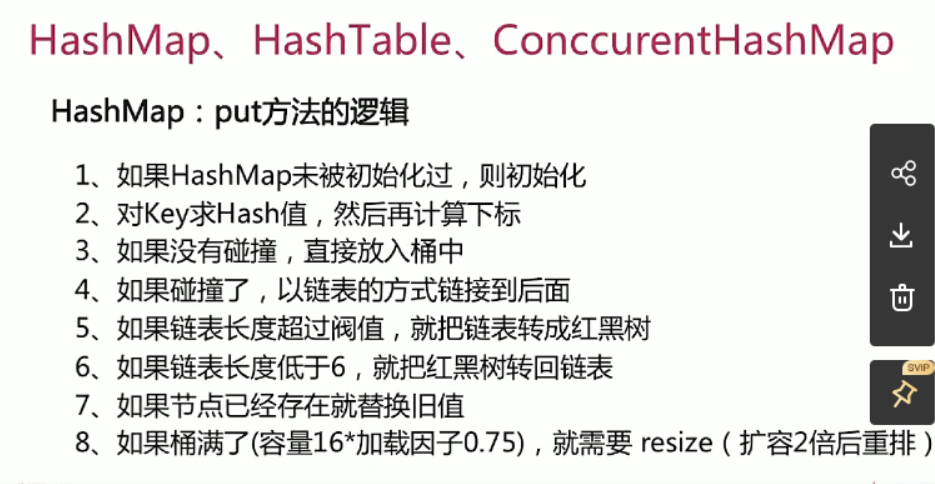 HashMap、HashTable、ConccurentHashMap
HashMap：put方法的逻辑
1、如果HashMap未被初始化过，则初始化
2、对Key求Hash值，然后再计算下标
3、如果没有碰撞，直接放入桶中
4、如果碰撞了，以链表的方式链接到后面
5、如果链表长度超过阀值，就把链表转成红黑树
6、如果链表长度低于6，就把红黑树转回链表
SVIP
7、如果节点已经存在就替换旧值
8、如果桶满了(容量16*加载因子0.75)，就需要 resize（扩容2倍后重排）